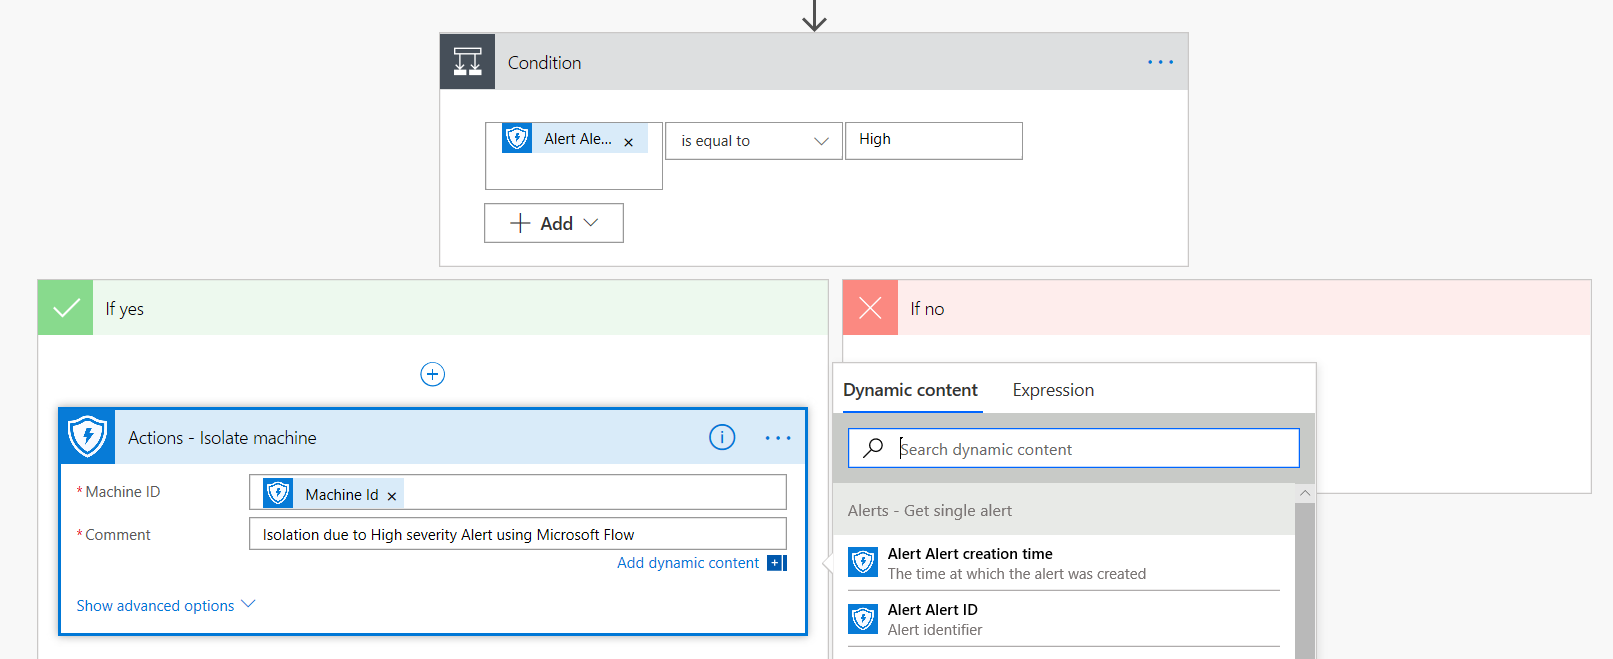 Condition
Alert Ale... ×
is equal to
High
+ Add
If yes
If no
Dynamic content
Expression
Search dynamic content
Alerts - Get single alert
Alert Alert creation time
The time at which the alert was created
Alert Alert ID
Alert identifier
Actions - Isolate machine
* Machine ID
Machine Id ×
* Comment
Isolation due to High severity Alert using Microsoft Flow
Add dynamic content
Show advanced options